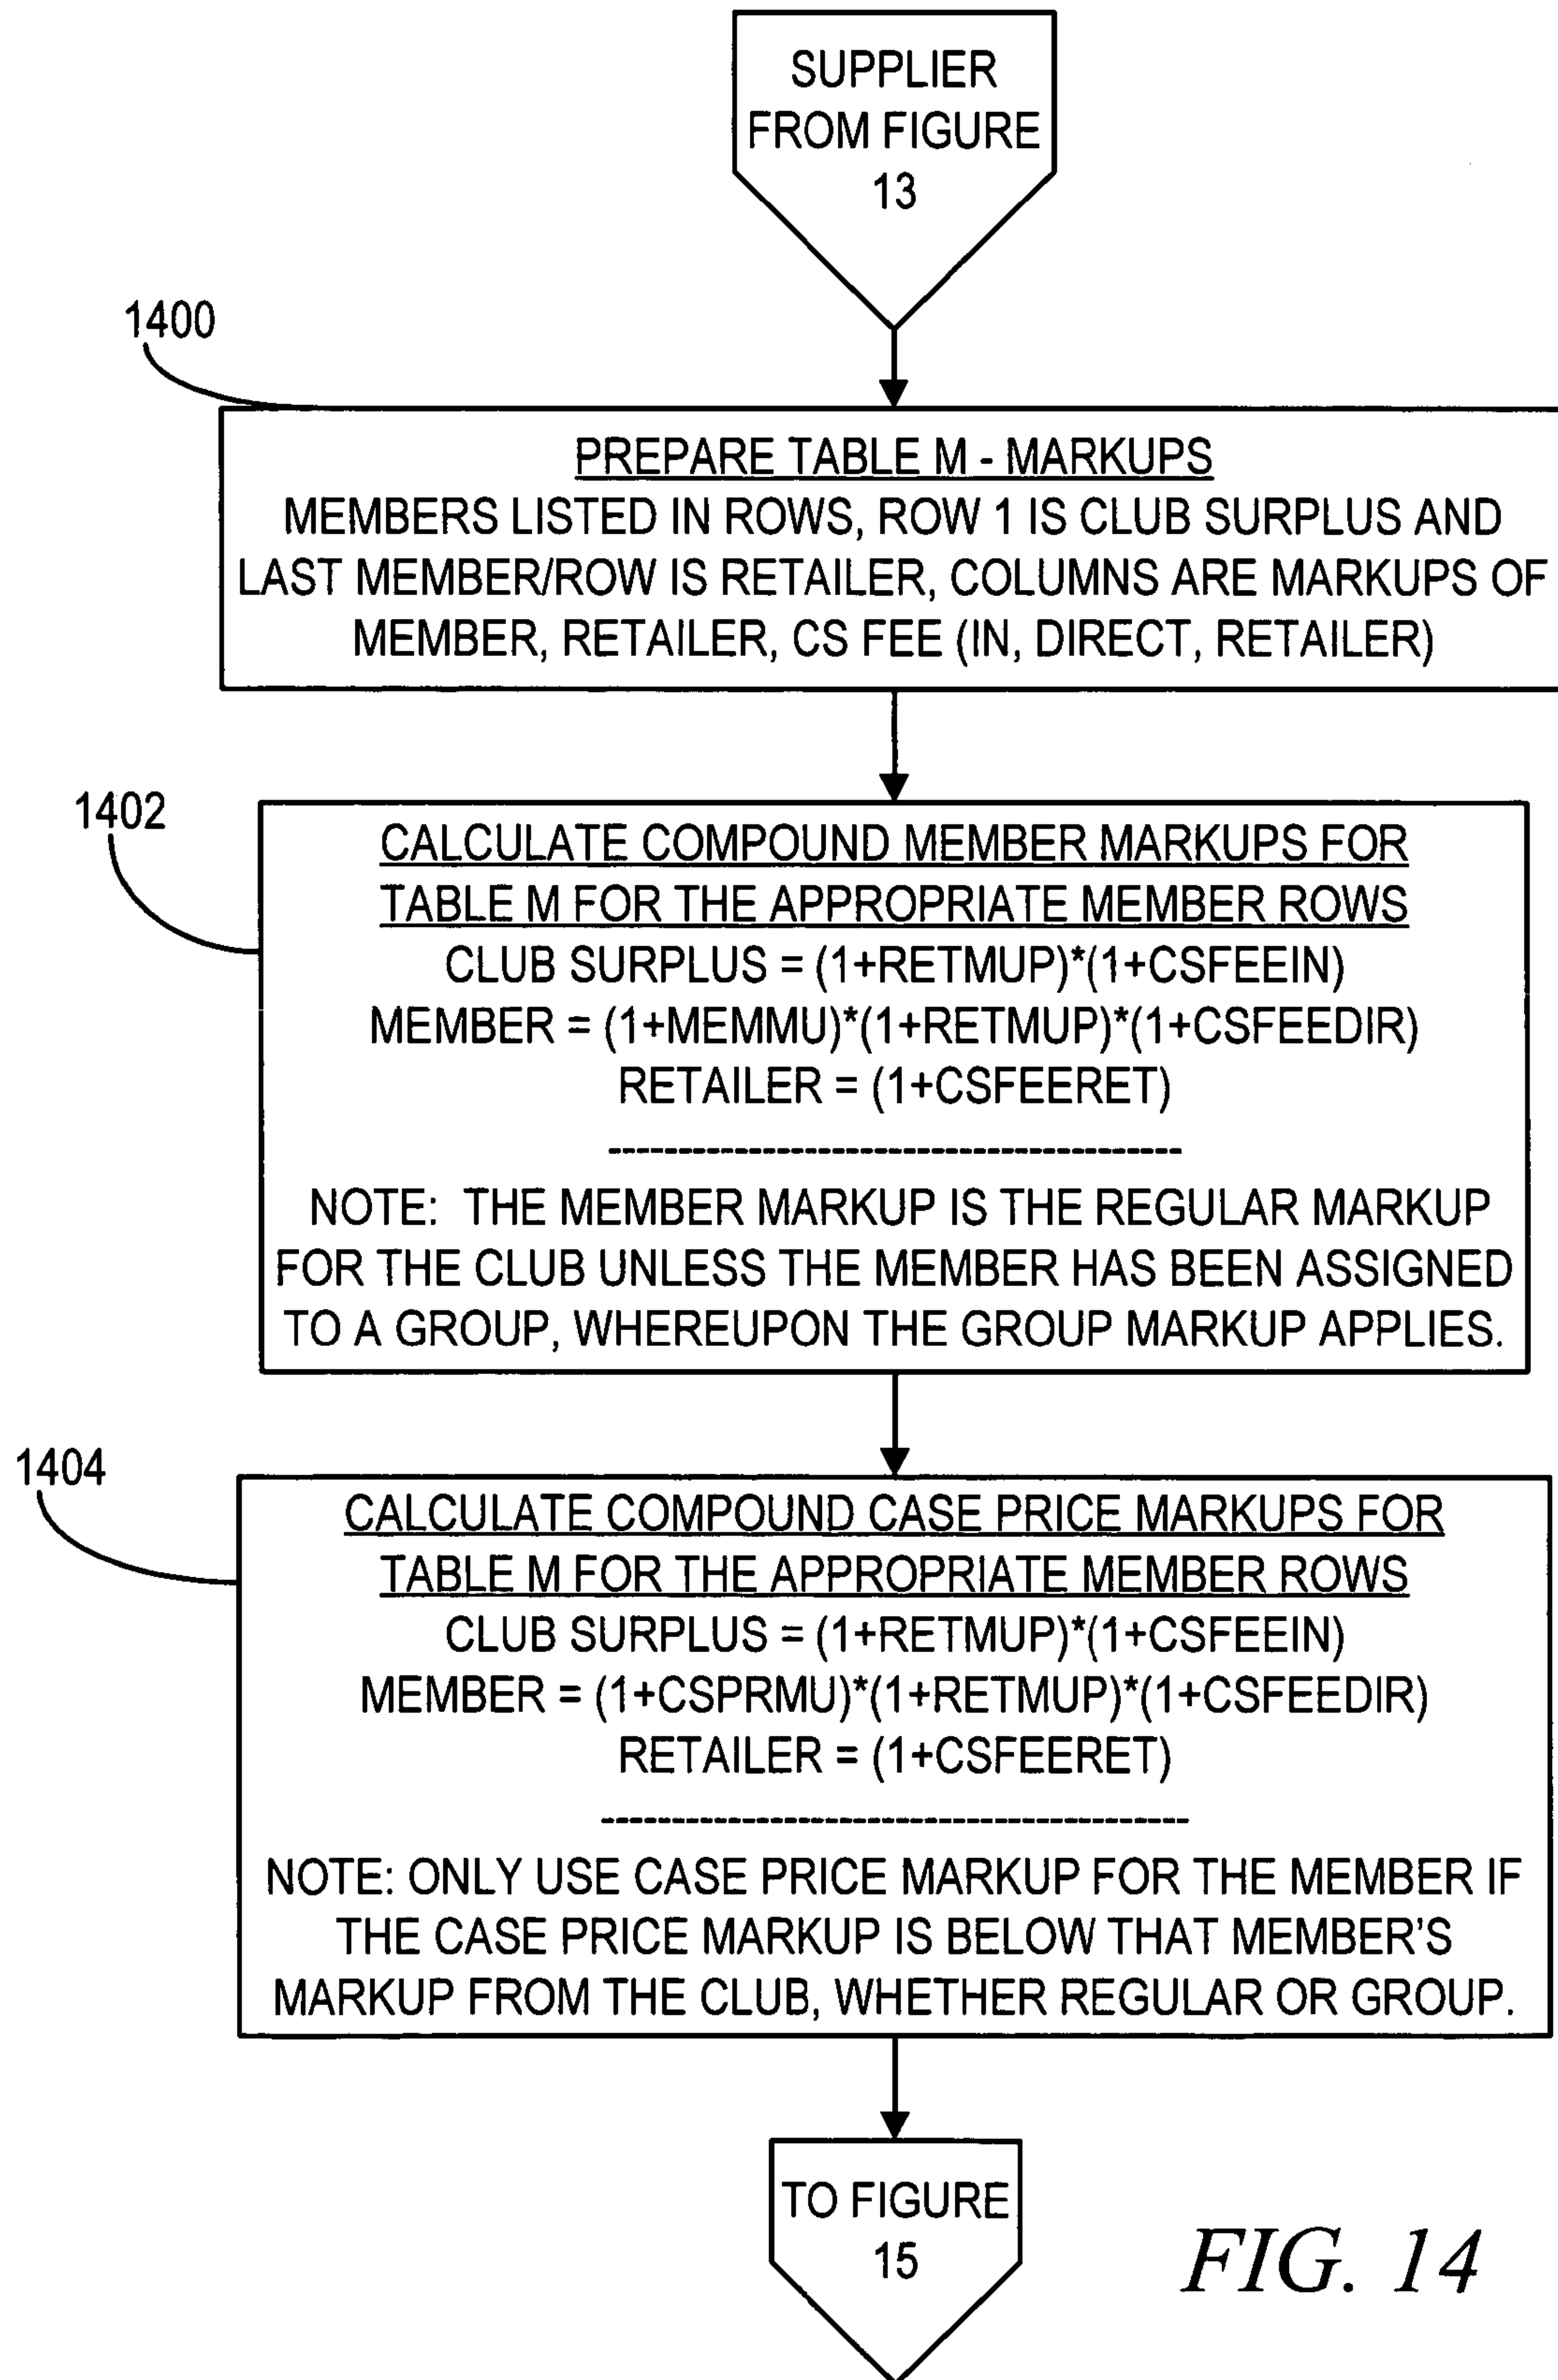 SUPPLIER
FROM FIGURE
13
1400
PREPARE TABLE M - MARKUPS
MEMBERS LISTED IN ROWS, ROW 1 IS CLUB SURPLUS AND
LAST MEMBER/ROW IS RETAILER, COLUMNS ARE MARKUPS OF
MEMBER, RETAILER, CS FEE (IN, DIRECT, RETAILER)
1402
CALCULATE COMPOUND MEMBER MARKUPS FOR
TABLE M FOR THE APPROPRIATE MEMBER ROWS
CLUB SURPLUS = (1+RETMUP)*(1+CSFEEIN)
MEMBER = (1+MEMMU)*(1+RETMUP)*(1+CSFEEDIR)
RETAILER = (1+CSFEERET)
-----------------------------------------
NOTE: THE MEMBER MARKUP IS THE REGULAR MARKUP
FOR THE CLUB UNLESS THE MEMBER HAS BEEN ASSIGNED
TO A GROUP, WHEREUPON THE GROUP MARKUP APPLIES.
1404
CALCULATE COMPOUND CASE PRICE MARKUPS FOR
TABLE M FOR THE APPROPRIATE MEMBER ROWS
CLUB SURPLUS = (1+RETMUP)*(1+CSFEEIN)
MEMBER = (1+CSPRMU)*(1+RETMUP)*(1+CSFEEDIR)
RETAILER = (1+CSFEERET)
------------------------------------------
NOTE: ONLY USE CASE PRICE MARKUP FOR THE MEMBER IF
THE CASE PRICE MARKUP IS BELOW THAT MEMBER'S
MARKUP FROM THE CLUB, WHETHER REGULAR OR GROUP.
TO FIGURE
15
FIG. 14